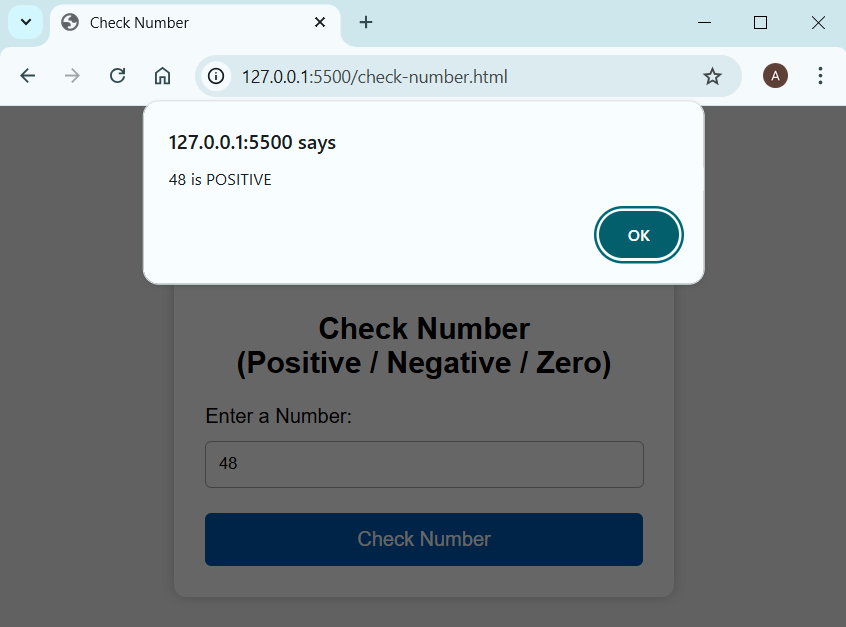 Check Number
127.0.0.1:5500/check-number.html
A
127.0.0.1:5500 says
48 is POSITIVE
OK
Check Number
(Positive / Negative / Zero)
Enter a Number:
48
Check Number